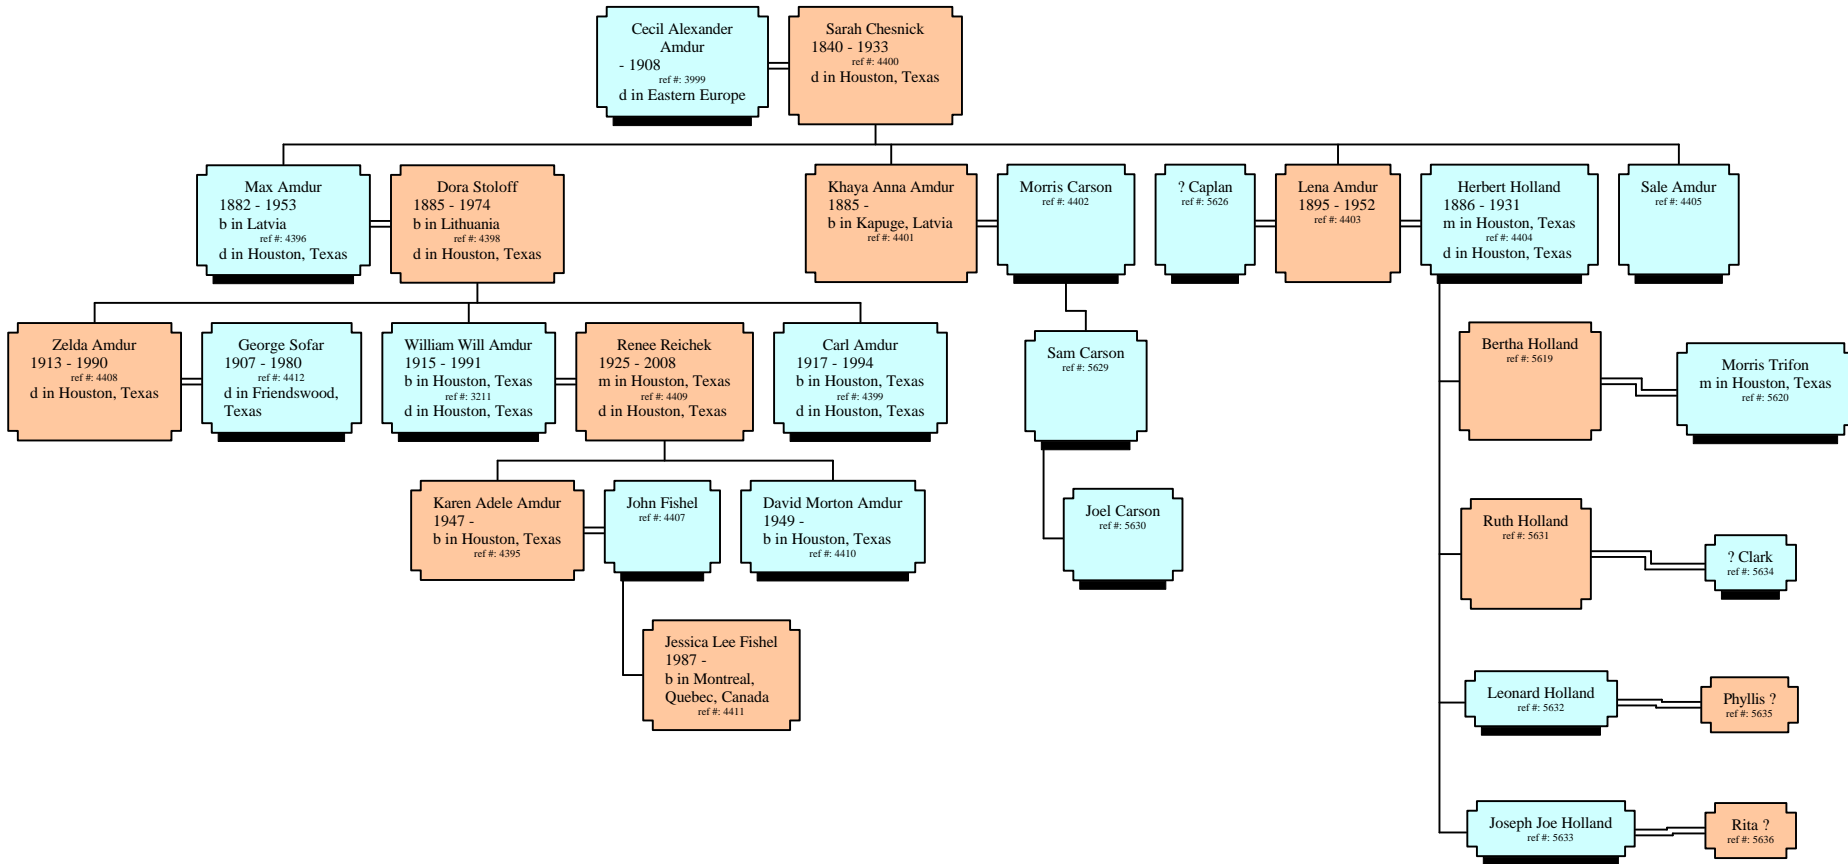 Cecil Alexander
Amdur
- 1908
ref #: 3999
d in Eastern Europe
Sarah Chesnick
1840 - 1933
ref #: 4400
d in Houston, Texas
Max Amdur
1882 - 1953
b in Latvia
ref #: 4396
d in Houston, Texas
Dora Stoloff
1885 - 1974
b in Lithuania
ref #: 4398
d in Houston, Texas
Khaya Anna Amdur
1885 -
b in Kapuge, Latvia
ref #: 4401
Morris Carson
ref #: 4402
? Caplan
ref #: 5626
Lena Amdur
1895 - 1952
ref #: 4403
Herbert Holland
1886 - 1931
m in Houston, Texas
ref #: 4404
d in Houston, Texas
Sale Amdur
ref #: 4405
Zelda Amdur
1913 - 1990
ref #: 4408
d in Houston, Texas
George Sofar
1907 - 1980
ref #: 4412
d in Friendswood,
Texas
William Will Amdur
1915 - 1991
b in Houston, Texas
ref #: 3211
d in Houston, Texas
Renee Reichek
1925 - 2008
m in Houston, Texas
ref #: 4409
d in Houston, Texas
Carl Amdur
1917 - 1994
b in Houston, Texas
ref #: 4399
d in Houston, Texas
Sam Carson
ref #: 5629
Bertha Holland
ref #: 5619
Morris Trifon
m in Houston, Texas
ref #: 5620
Karen Adele Amdur
1947 -
b in Houston, Texas
ref #: 4395
John Fishel
ref #: 4407
David Morton Amdur
1949 -
b in Houston, Texas
ref #: 4410
Joel Carson
ref #: 5630
Ruth Holland
ref #: 5631
? Clark
ref #: 5634
Jessica Lee Fishel
1987 -
b in Montreal,
Quebec, Canada
ref #: 4411
Leonard Holland
ref #: 5632
Phyllis ?
ref #: 5635
Joseph Joe Holland
ref #: 5633
Rita ?
ref #: 5636